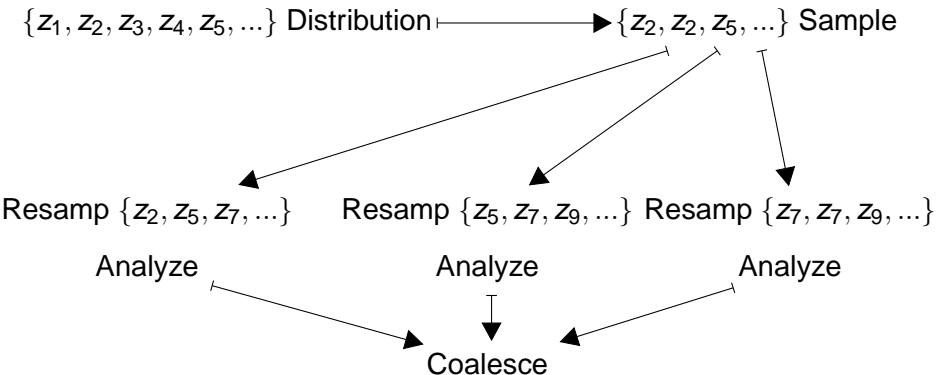 {z₁, z₂, z₃, z₄, z₅, ...} Distribution {z₂, z₂, z₅, ...} Sample
Resamp {z₂, z₅, z₇, ...} Resamp {z₅, z₇, z₉, ...} Resamp {z₇, z₇, z₉, ...}
Analyze Analyze Analyze
Coalesce